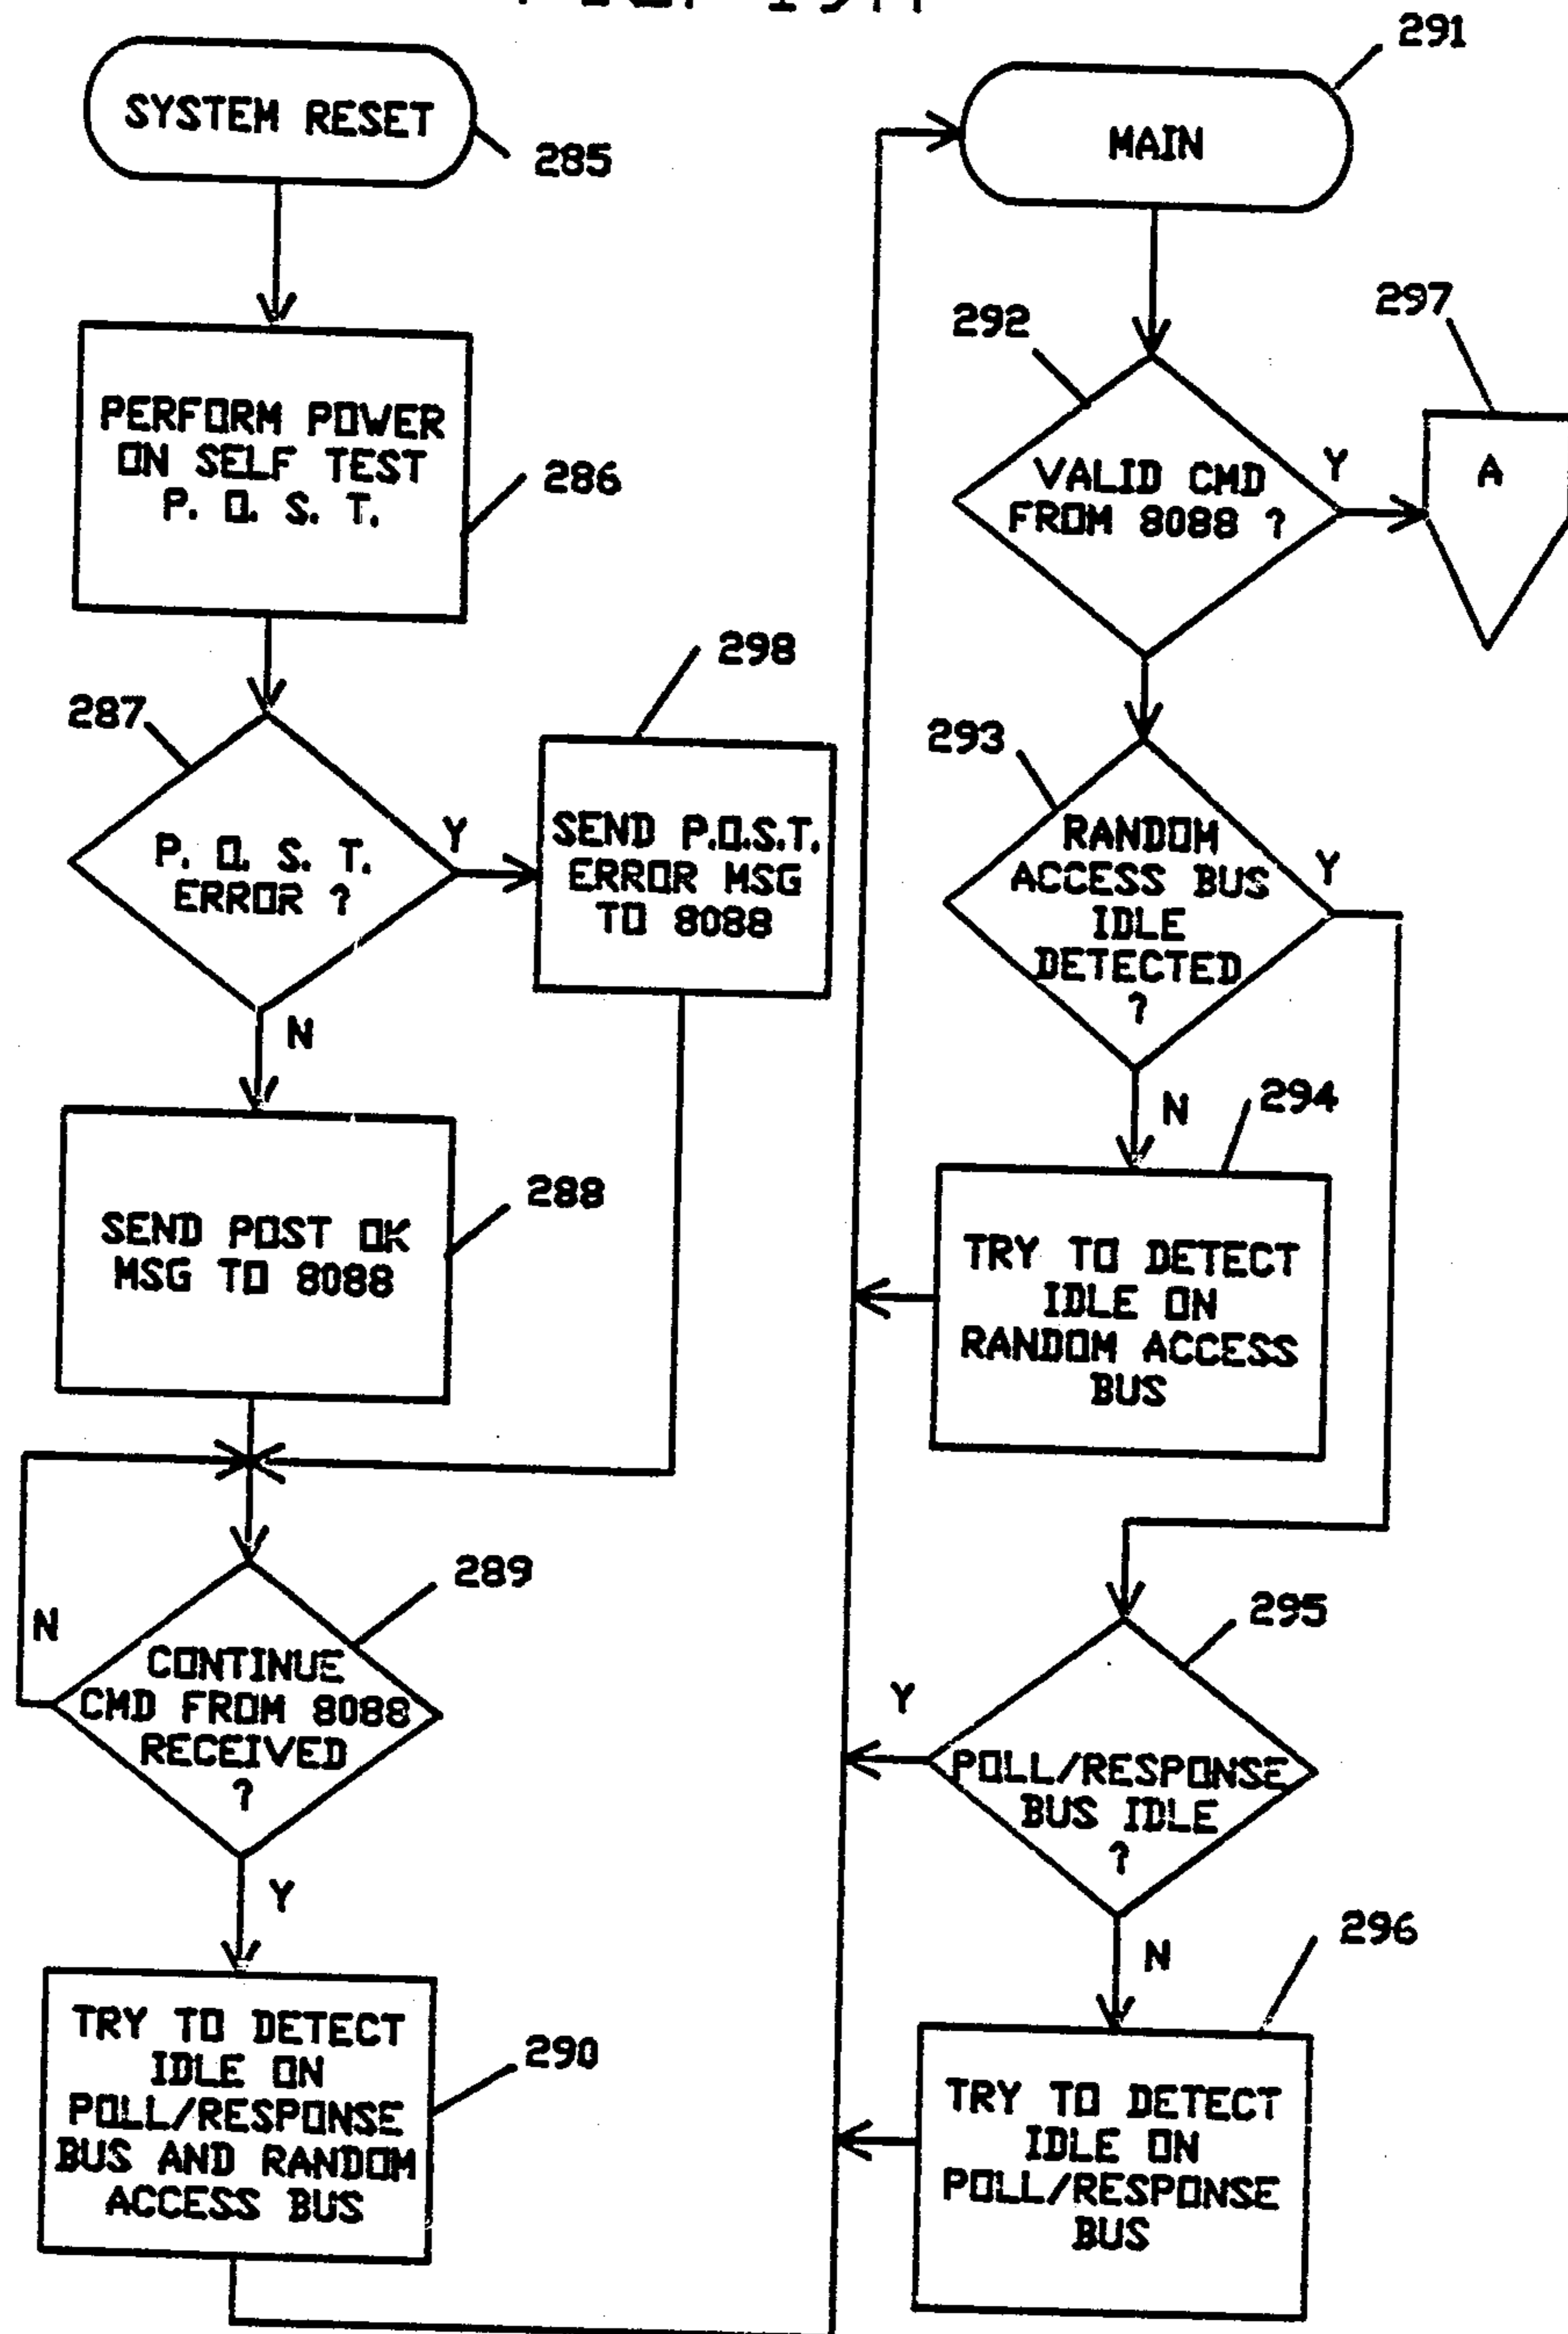 SYSTEM RESET
285
PERFORM POWER
ON SELF TEST
P. O. S. T.
286
287
P. O. S. T.
ERROR ?
Y
N
298
SEND P.O.S.T.
ERROR MSG
TO 8088
SEND POST OK
MSG TO 8088
288
289
N
CONTINUE
CMD FROM 8088
RECEIVED
?
Y
TRY TO DETECT
IDLE ON
POLL/RESPONSE
BUS AND RANDOM
ACCESS BUS
290
291
MAIN
292
VALID CMD
FROM 8088 ?
Y
297
A
293
RANDOM
ACCESS BUS
IDLE
DETECTED
?
Y
N
294
TRY TO DETECT
IDLE ON
RANDOM ACCESS
BUS
295
Y
POLL/RESPONSE
BUS IDLE
?
N
296
TRY TO DETECT
IDLE ON
POLL/RESPONSE
BUS